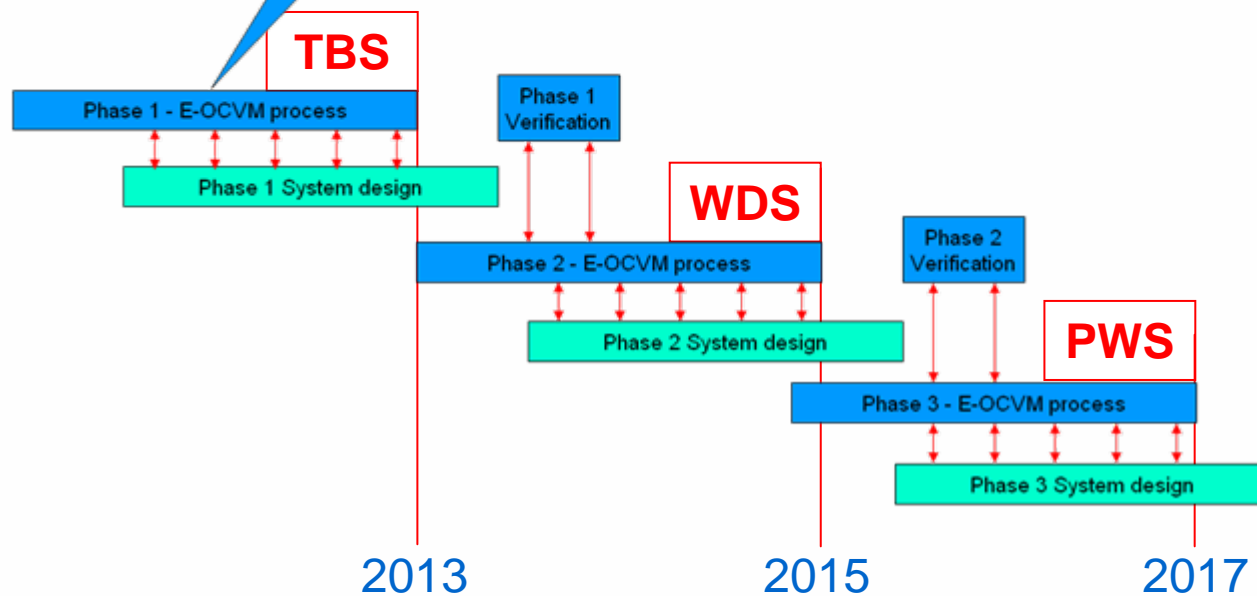 TBS
Phase 1 - E-OCVM process
Phase 1
Verification
Phase 1 System design
WDS
Phase 2 - E-OCVM process
Phase 2
Verification
Phase 2 System design
PWS
Phase 3 - E-OCVM process
Phase 3 System design
2013
2015
2017